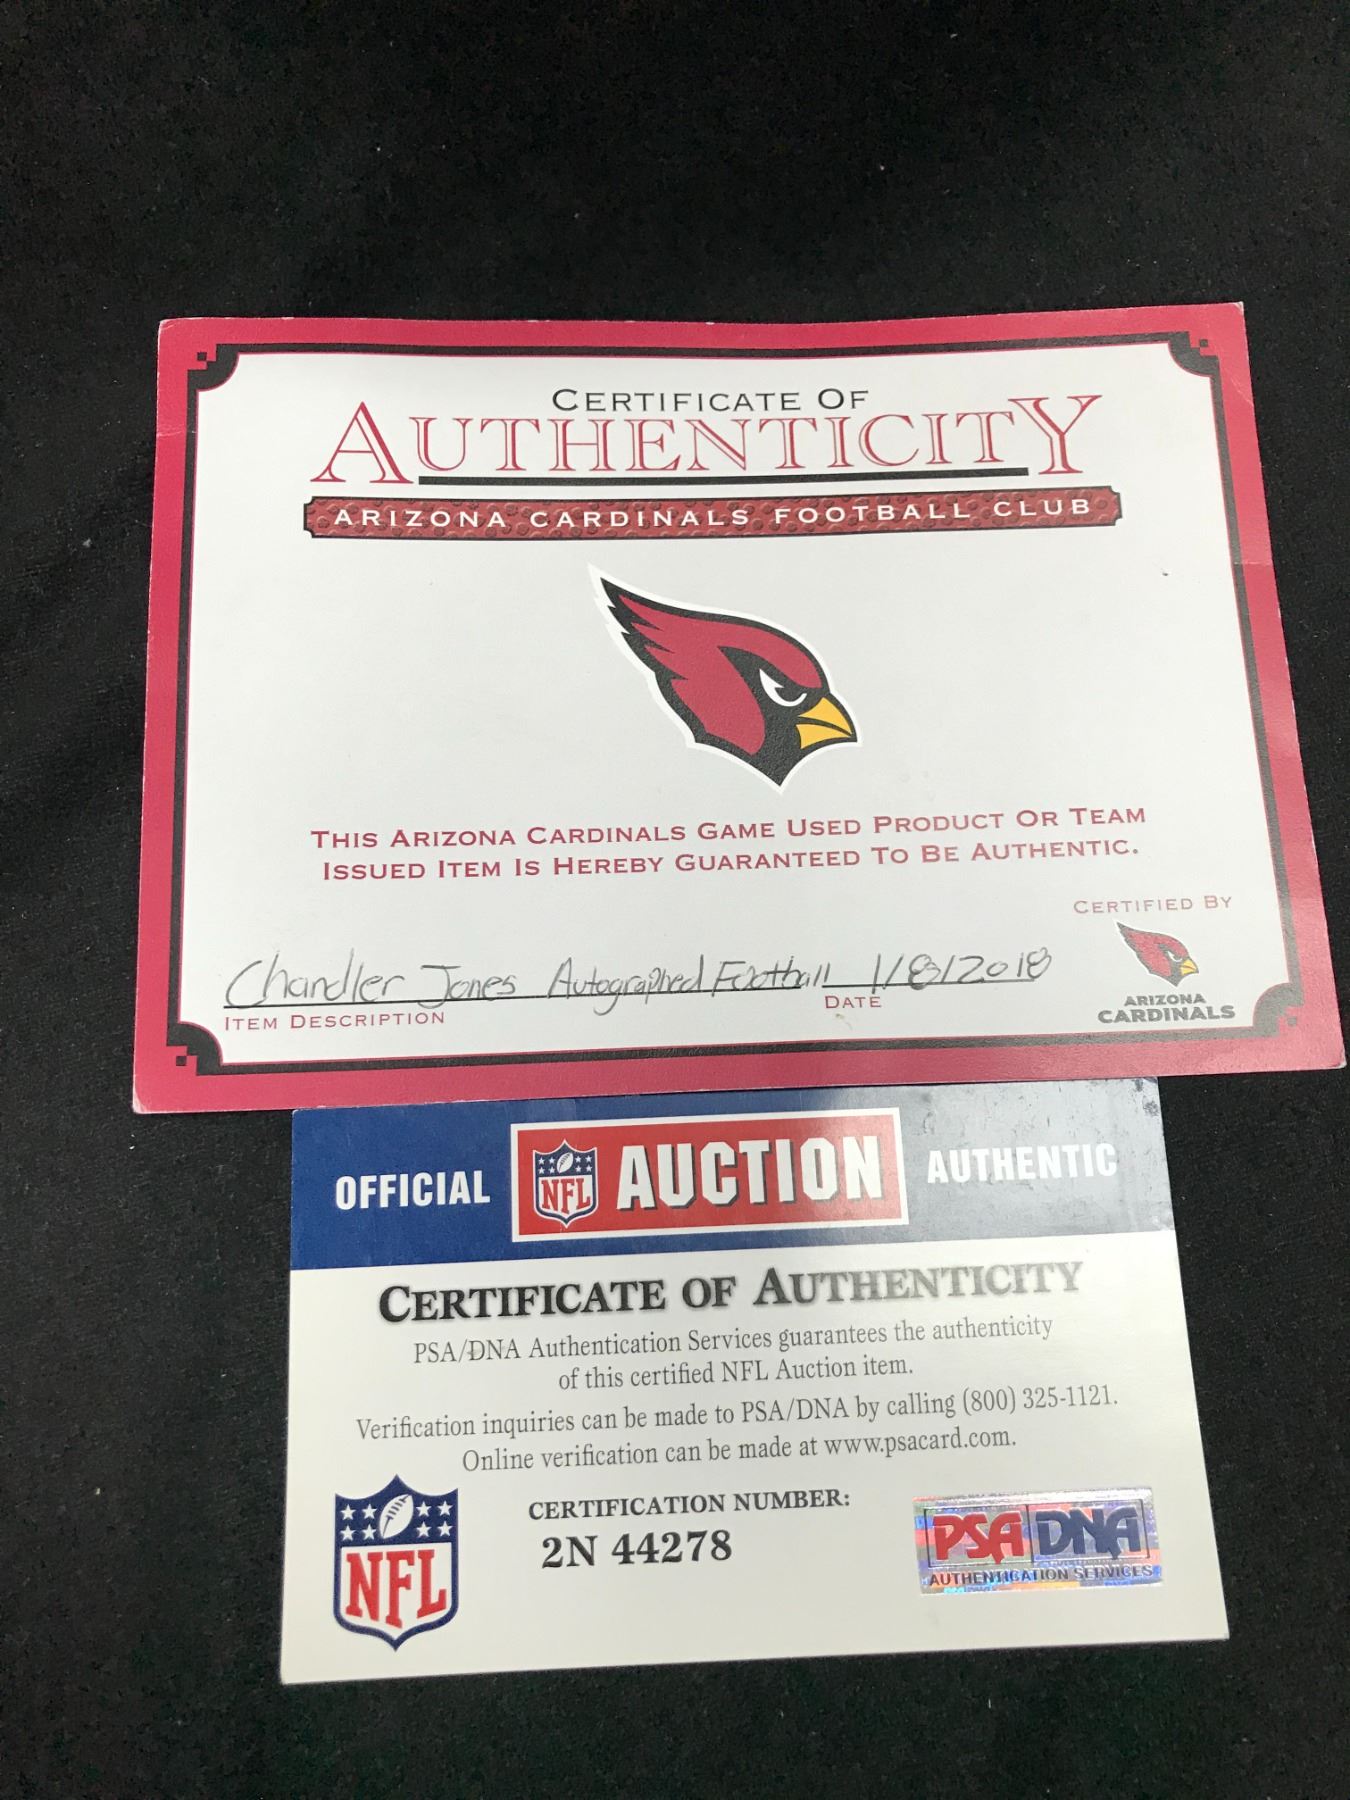 CERTIFICATE OF
AUTHENTICITY
ARIZONA CARDINALS FOOTBALL CLUB
THIS ARIZONA CARDINALS GAME USED PRODUCT OR TEAM
ISSUED ITEM IS HEREBY GUARANTEED TO BE AUTHENTIC.
CERTIFIED BY
Chandler Jones Autographed Football 1/8/2018
ITEM DESCRIPTION
DATE
ARIZONA
CARDINALS
OFFICIAL NFL AUCTION AUTHENTIC
CERTIFICATE OF AUTHENTICITY
PSA/DNA Authentication Services guarantees the authenticity
of this certified NFL Auction item.
Verification inquiries can be made to PSA/DNA by calling (800) 325-1121.
Online verification can be made at www.psacard.com.
CERTIFICATION NUMBER:
2N 44278
NFL
PSA DNA
AUTHENTICATION SERVICES